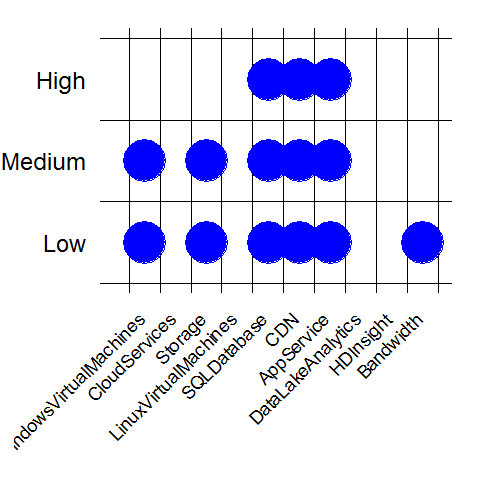 High
Medium
Low
ndowsVirtualMachines
CloudServices
Storage
LinuxVirtualMachines
SQLDatabase
CDN
AppService
DataLakeAnalytics
HDInsight
Bandwidth